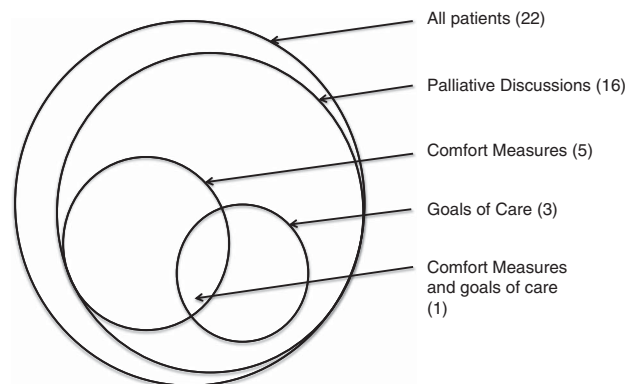 All patients (22)
Palliative Discussions (16)
Comfort Measures (5)
Goals of Care (3)
Comfort Measures
and goals of care
(1)